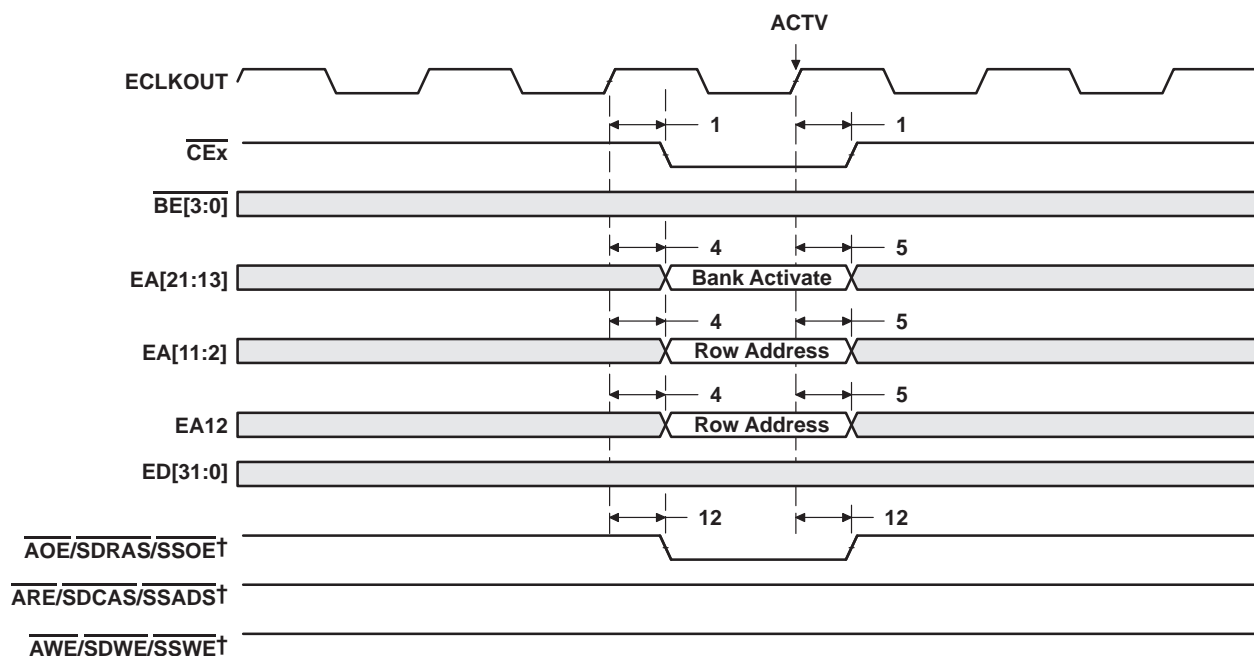 ACTV
ECLKOUT
1 1
CEx
BE[3:0]
4 5
EA[21:13] Bank Activate
4 5
EA[11:2] Row Address
4 5
EA12 Row Address
ED[31:0]
12 12
AOE/SDRAS/SSOE†
ARE/SDCAS/SSADS†
AWE/SDWE/SSWE†